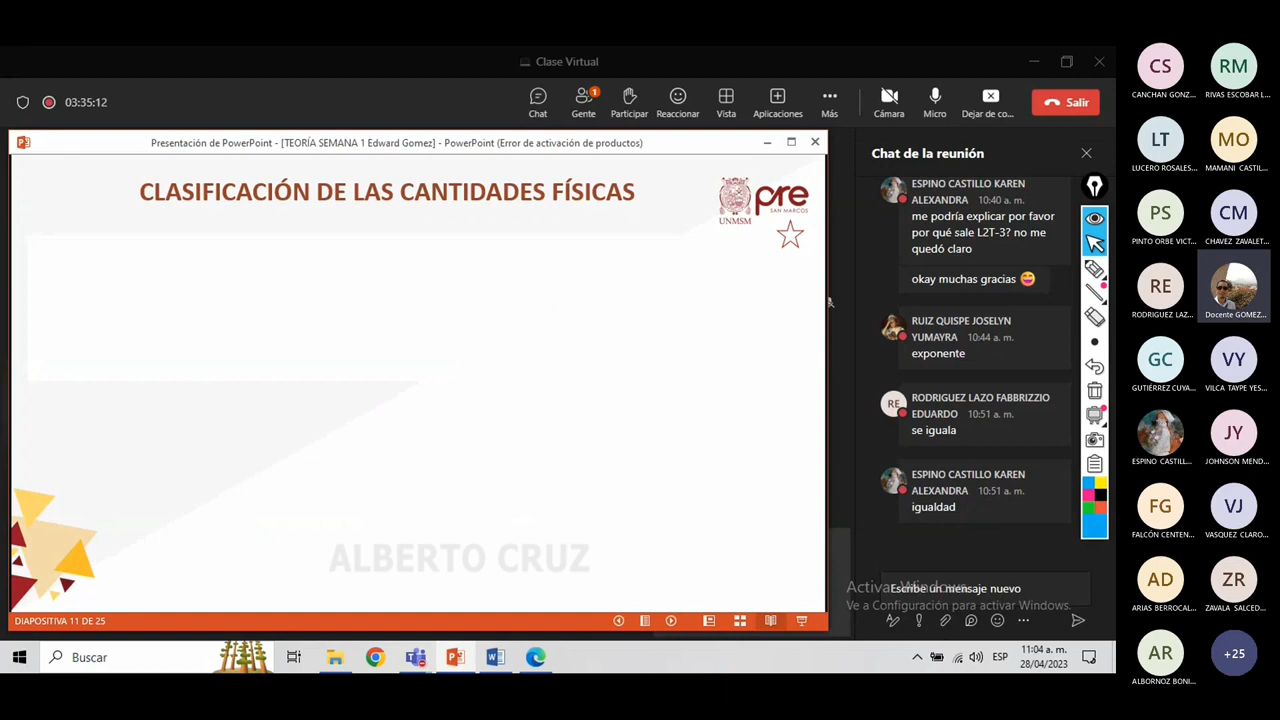 Clase Virtual
03:35:12
Chat
Gente
1
Participar
Reaccionar
Vista
Aplicaciones
Más
Cámara
Micro
Dejar de co...
Salir
Presentación de PowerPoint - [TEORÍA SEMANA 1 Edward Gomez] - PowerPoint (Error de activación de productos)
CLASIFICACIÓN DE LAS CANTIDADES FÍSICAS
UNMSM
pre
SAN MARCOS
ALBERTO CRUZ
DIAPOSITIVA 11 DE 25
Chat de la reunión
ESPINO CASTILLO KAREN
ALEXANDRA 10:40 a. m.
me podría explicar por favor
por qué sale L2T-3? no me
quedó claro
okay muchas gracias
RUIZ QUISPE JOSELYN
YUMAYRA 10:44 a. m.
exponente
RE
RODRIGUEZ LAZO FABBRIZZIO
EDUARDO 10:51 a. m.
se iguala
ESPINO CASTILLO KAREN
ALEXANDRA 10:51 a. m.
igualdad
Activar Windows
Escribe un mensaje nuevo
Ve a Configuración para activar Windows.
CS
CANCHAN GONZ...
RM
RIVAS ESCOBAR L...
LT
LUCERO ROSALES...
MO
MAMANI CASTIL...
PS
PINTO ORBE VICT...
CM
CHAVEZ ZAVALET...
RE
RODRIGUEZ LAZ...
Docente GOMEZ...
GC
GUTIÉRREZ CUYA...
VY
VILCA TAYPE YES...
ESPINO CASTILL...
JY
JOHNSON MEND...
FG
FALCÓN CENTEN...
VJ
VASQUEZ CLARO...
AD
ARIAS BERROCAL...
ZR
ZAVALA SALCED...
AR
ALBORNOZ BONI...
+25
Buscar
ESP
11:04 a. m.
28/04/2023